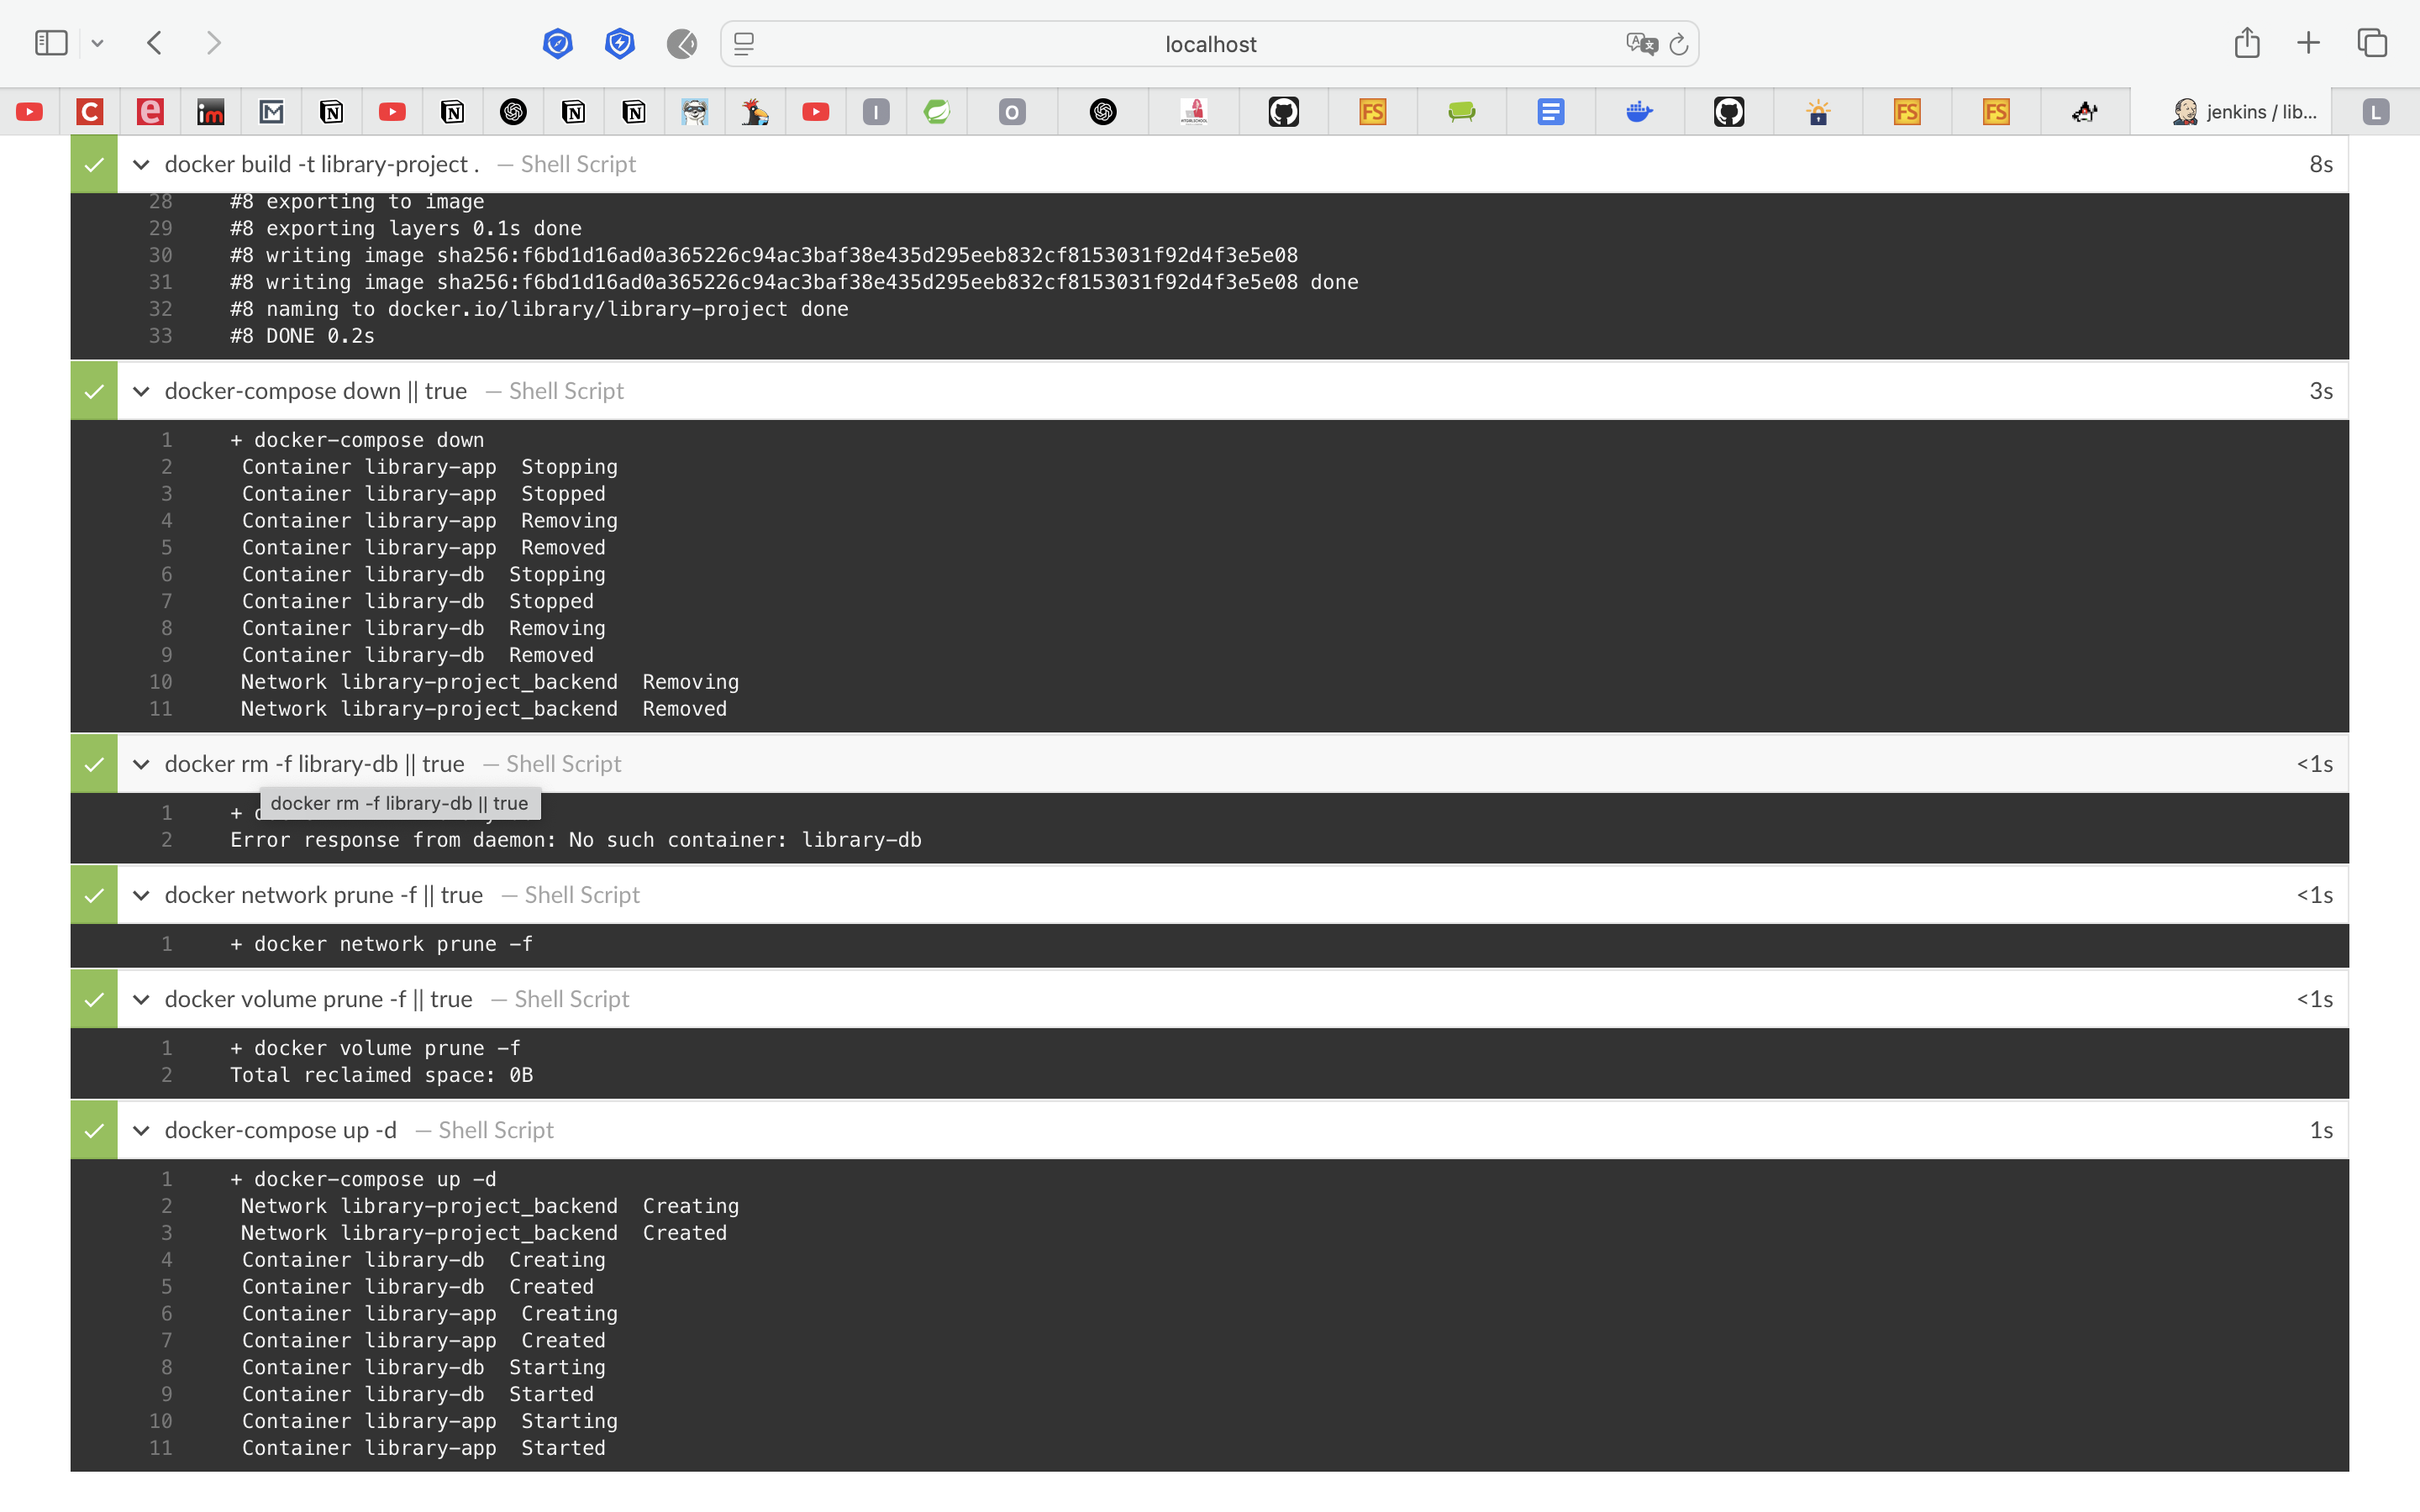 localhost
C e im M N N N N I O FS FS FS jenkins / lib... L
docker build -t library-project . — Shell Script 8s
28 #8 exporting to image
29 #8 exporting layers 0.1s done
30 #8 writing image sha256:f6bd1d16ad0a365226c94ac3baf38e435d295eeb832cf8153031f92d4f3e5e08
31 #8 writing image sha256:f6bd1d16ad0a365226c94ac3baf38e435d295eeb832cf8153031f92d4f3e5e08 done
32 #8 naming to docker.io/library/library-project done
33 #8 DONE 0.2s
docker-compose down || true — Shell Script 3s
1 + docker-compose down
2 Container library-app Stopping
3 Container library-app Stopped
4 Container library-app Removing
5 Container library-app Removed
6 Container library-db Stopping
7 Container library-db Stopped
8 Container library-db Removing
9 Container library-db Removed
10 Network library-project_backend Removing
11 Network library-project_backend Removed
docker rm -f library-db || true — Shell Script <1s
docker rm -f library-db || true
1 +
2 Error response from daemon: No such container: library-db
docker network prune -f || true — Shell Script <1s
1 + docker network prune -f
docker volume prune -f || true — Shell Script <1s
1 + docker volume prune -f
2 Total reclaimed space: 0B
docker-compose up -d — Shell Script 1s
1 + docker-compose up -d
2 Network library-project_backend Creating
3 Network library-project_backend Created
4 Container library-db Creating
5 Container library-db Created
6 Container library-app Creating
7 Container library-app Created
8 Container library-db Starting
9 Container library-db Started
10 Container library-app Starting
11 Container library-app Started